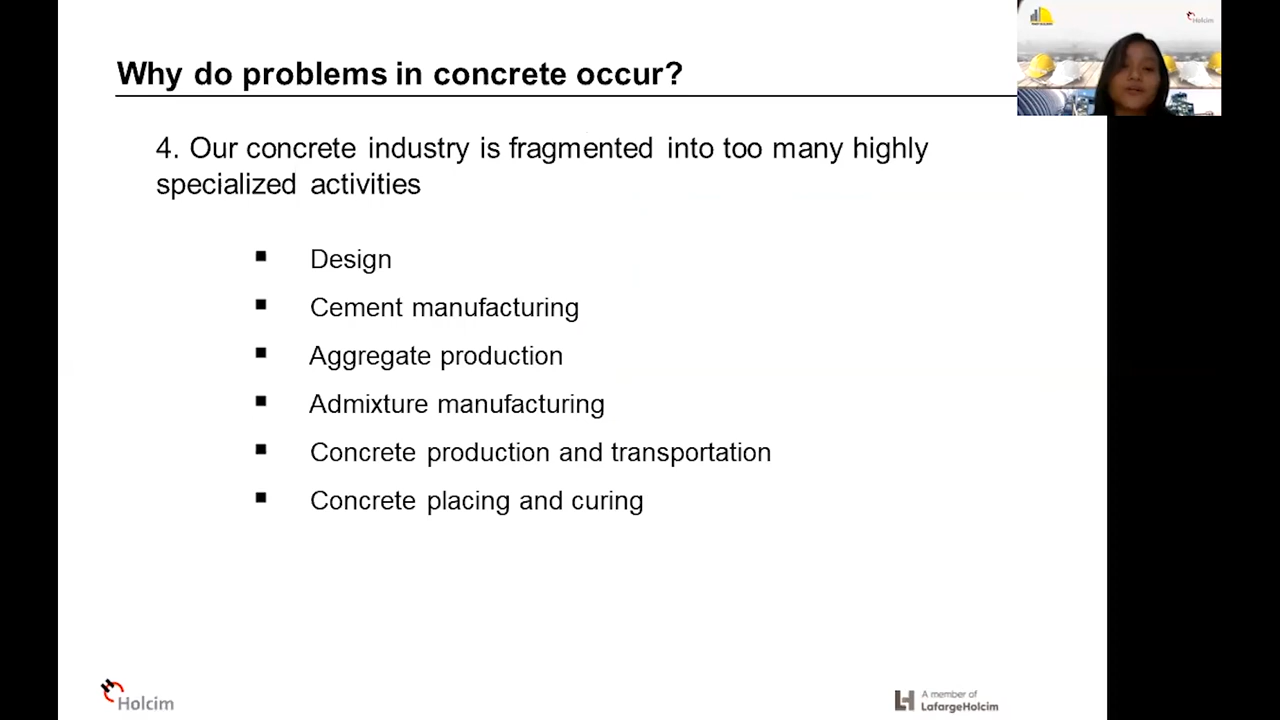 Why do problems in concrete occur?
4. Our concrete industry is fragmented into too many highly
specialized activities
Design
Cement manufacturing
Aggregate production
Admixture manufacturing
Concrete production and transportation
Concrete placing and curing
Holcim
A member of
LafargeHolcim
Holcim